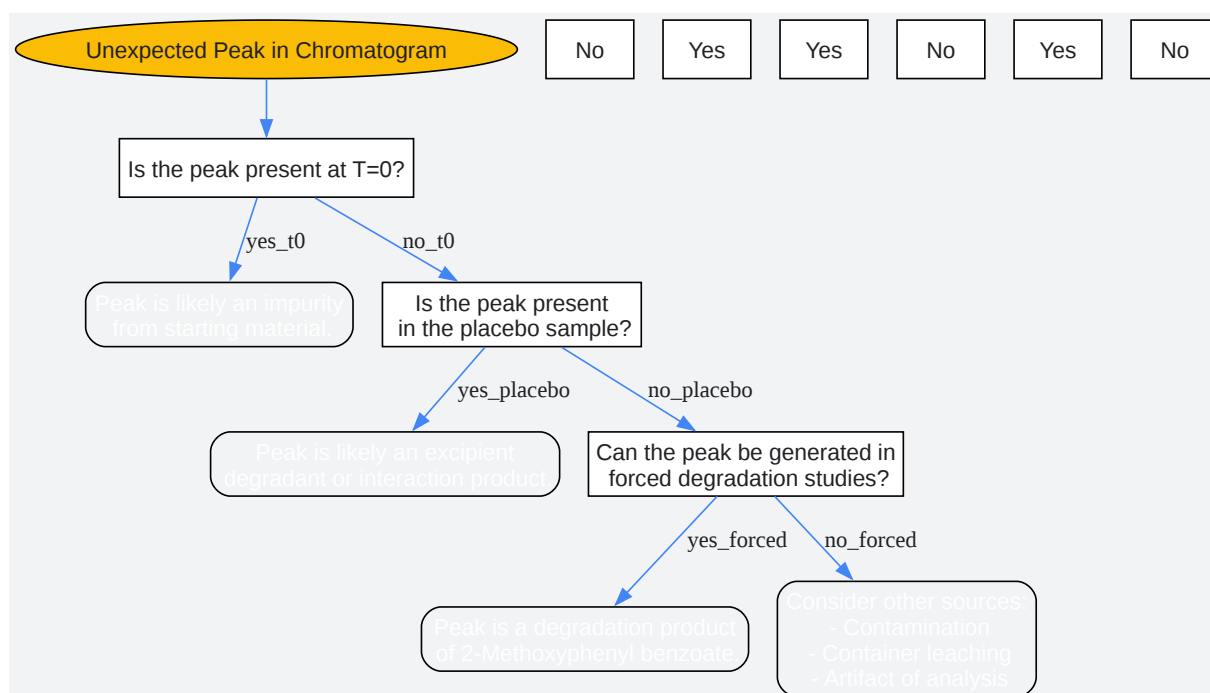 Unexpected Peak in Chromatogram
No
Yes
Yes
No
Yes
No
Is the peak present at T=0?
yes_t0
no_t0
Peak is likely an impurity
from starting material.
Is the peak present
in the placebo sample?
yes_placebo
no_placebo
Peak is likely an excipient
degradant or interaction product.
Can the peak be generated in
forced degradation studies?
yes_forced
no_forced
Peak is a degradation product
of 2-Methoxyphenyl benzoate.
Consider other sources:
- Contamination
- Container leaching
- Artifact of analysis